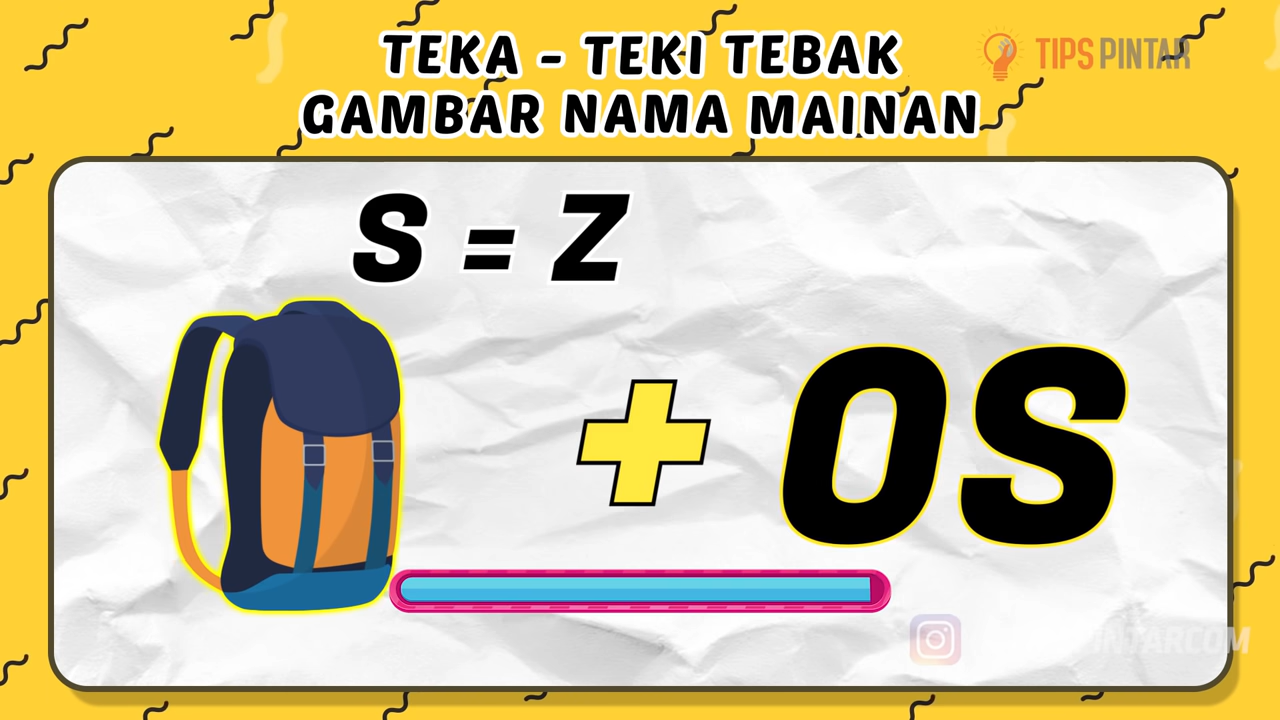 TEKA - TEKI TEBAK
TIPS PINTAR
GAMBAR NAMA MAINAN
S = Z
+ OS